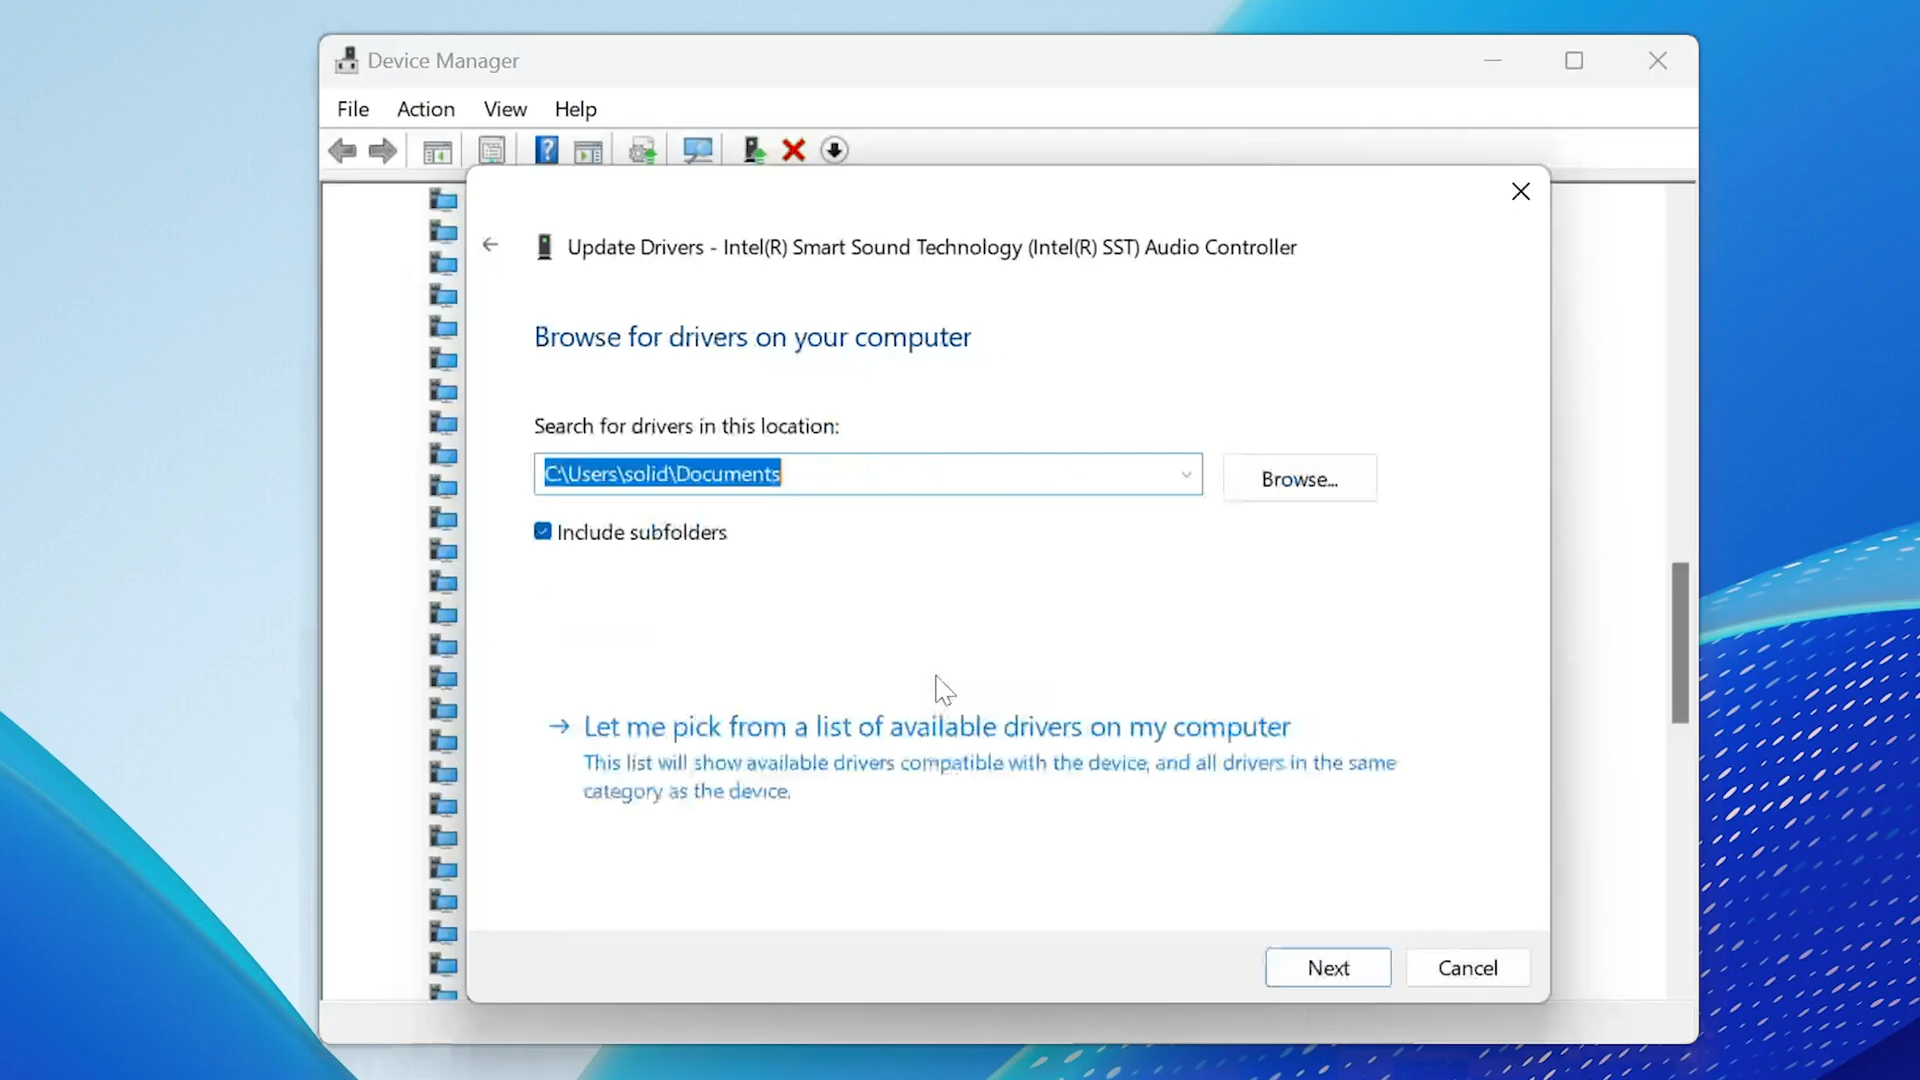 Device Manager
File Action View Help
Update Drivers - Intel(R) Smart Sound Technology (Intel(R) SST) Audio Controller
Browse for drivers on your computer
Search for drivers in this location:
C:\Users\solid\Documents
Browse...
Include subfolders
Let me pick from a list of available drivers on my computer
This list will show available drivers compatible with the device, and all drivers in the same
category as the device.
Next Cancel